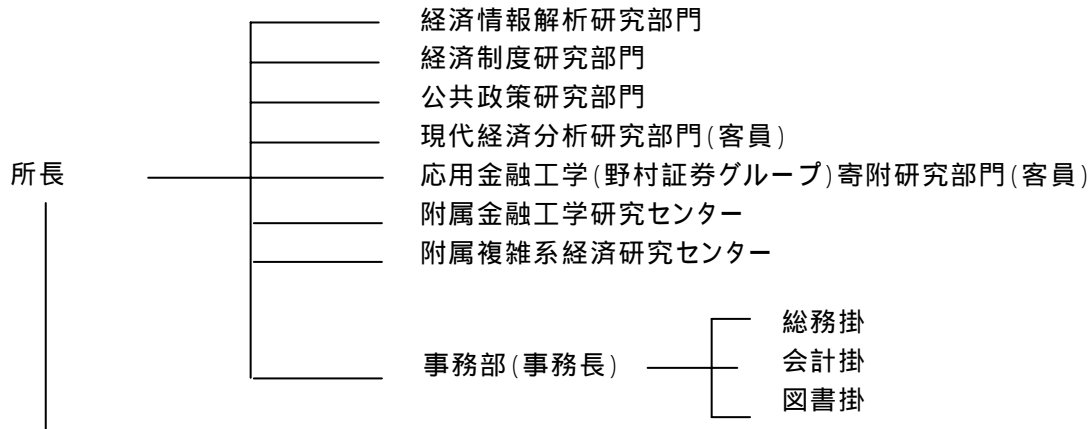 経済情報解析研究部門
経済制度研究部門
公共政策研究部門
現代経済分析研究部門(客員)
所長
応用金融工学(野村証券グループ)寄附研究部門(客員)
附属金融工学研究センター
附属複雑系経済研究センター
総務掛
事務部(事務長)
会計掛
図書掛